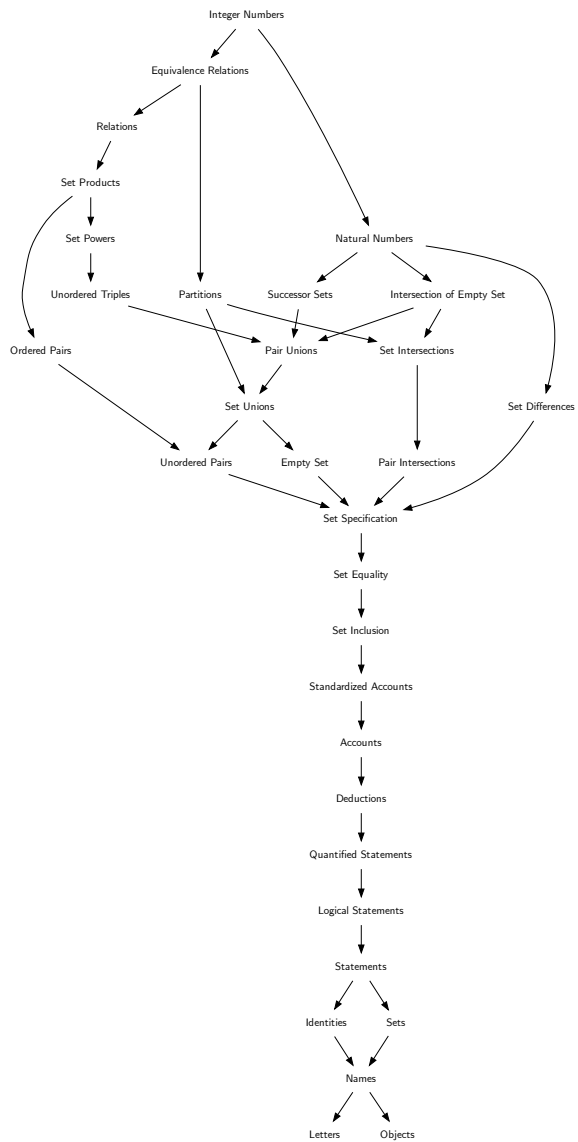 Integer Numbers
Equivalence Relations
Relations
Set Products
Set Powers
Natural Numbers
Unordered Triples
Partitions
Successor Sets
Intersection of Empty Set
Ordered Pairs
Pair Unions
Set Intersections
Set Unions
Set Differences
Unordered Pairs
Empty Set
Pair Intersections
Set Specification
Set Equality
Set Inclusion
Standardized Accounts
Accounts
Deductions
Quantified Statements
Logical Statements
Statements
Identities
Sets
Names
Letters
Objects